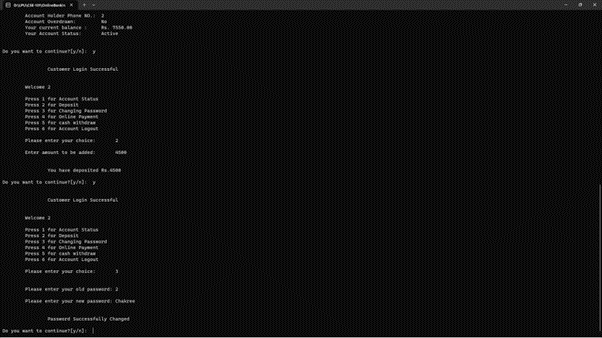 Account Holder Phone NO.: 2
Account Overdrawn: No
Your current balance : Rs. 7550.00
Your Account Status: Active
Do you want to continue?[y/n]: y
Customer Login Successful
Welcome 2
Press 1 for Account Status
Press 2 for Deposit
Press 3 for Changing Password
Press 4 for Online Payment
Press 5 for cash Withdraw
Press 6 for Account Logout
Please enter your choice: 2
Enter amount to be added: 4500
You have deposited Rs.4500
Do you want to continue?[y/n]: y
Customer Login Successful
Welcome 2
Press 1 for Account Status
Press 2 for Deposit
Press 3 for Changing Password
Press 4 for Online Payment
Press 5 for cash Withdraw
Press 6 for Account Logout
Please enter your choice: 3
Please enter your old password: 2
Please enter your new password: Chakrex
Password Successfully Changed
Do you want to continue?[y/n]: